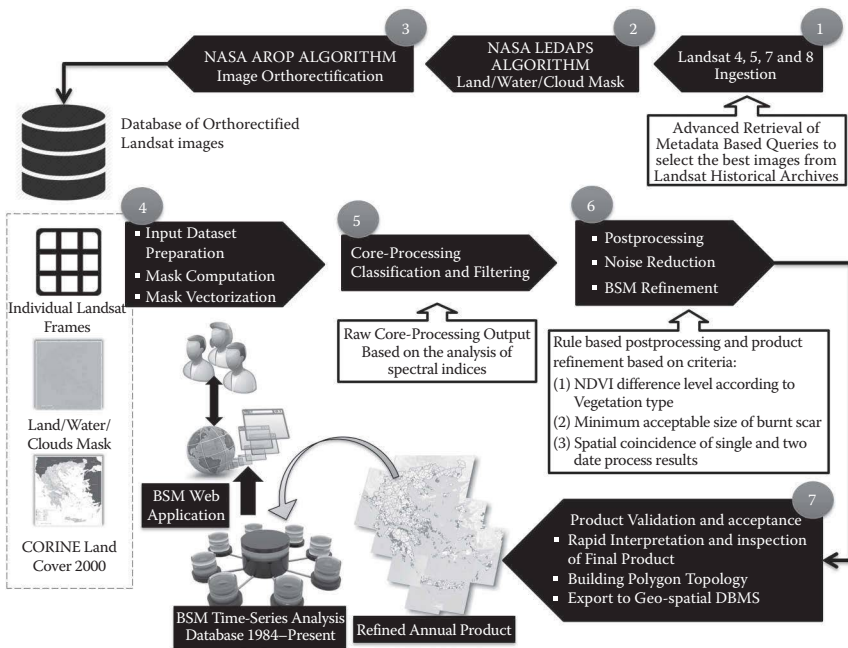 3
NASA AROP ALGORITHM
Image Orthorectification
2
NASA LEDAPS
ALGORITHM
Land/Water/Cloud Mask
1
Landsat 4, 5, 7 and 8
Ingestion
Database of Orthorectified
Landsat images
Advanced Retrieval of
Metadata Based Queries to
select the best images from
Landsat Historical Archives
4
▪ Input Dataset
Preparation
▪ Mask Computation
▪ Mask Vectorization
5
Core-Processing
Classification and Filtering
6
▪ Postprocessing
▪ Noise Reduction
▪ BSM Refinement
Individual Landsat
Frames
Land/Water/
Clouds Mask
CORINE Land
Cover 2000
Raw Core-Processing Output
Based on the analysis of
spectral indices
Rule based postprocessing and product
refinement based on criteria:
(1) NDVI difference level according to
Vegetation type
(2) Minimum acceptable size of burnt scar
(3) Spatial coincidence of single and two
date process results
BSM Web
Application
7
Product Validation and acceptance
▪ Rapid Interpretation and inspection
of Final Product
▪ Building Polygon Topology
▪ Export to Geo-spatial DBMS
BSM Time-Series Analysis
Database 1984–Present
Refined Annual Product